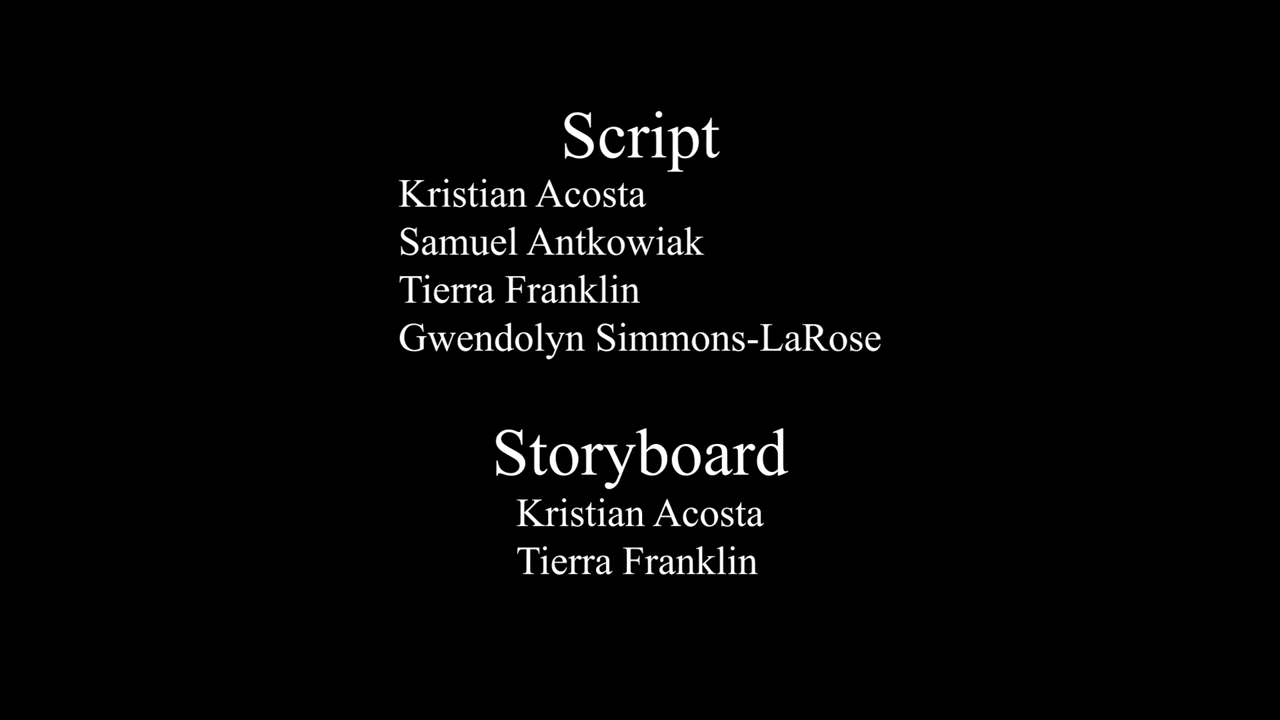 Script
Kristian Acosta
Samuel Antkowiak
Tierra Franklin
Gwendolyn Simmons-LaRose
Storyboard
Kristian Acosta
Tierra Franklin